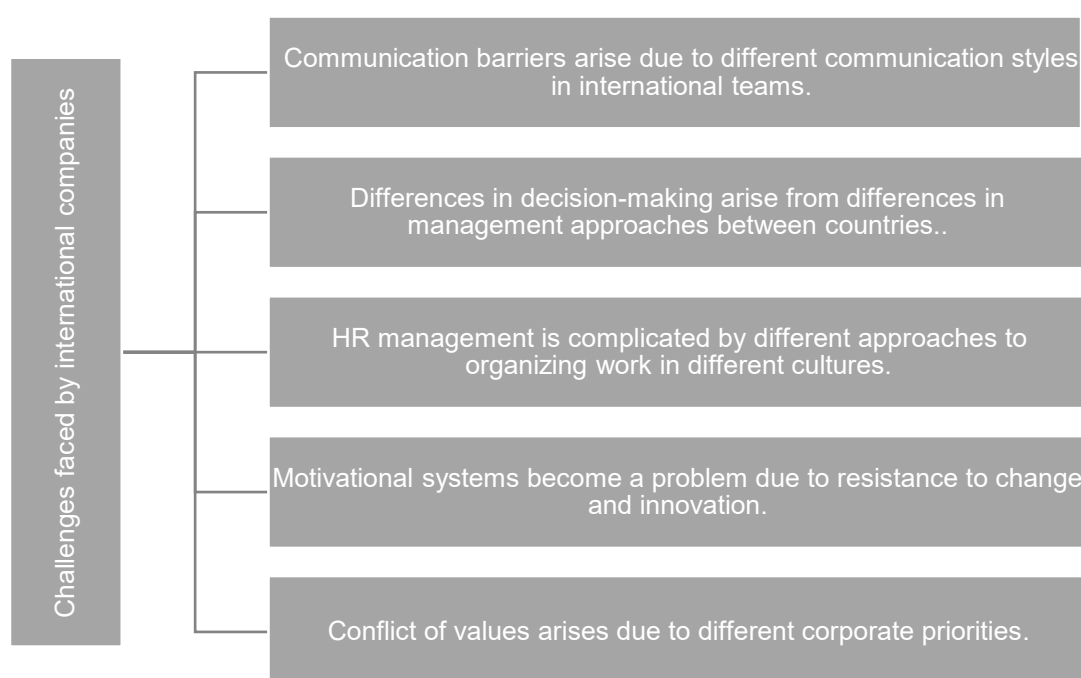 Challenges faced by international companies
Communication barriers arise due to different communication styles
in international teams.
Differences in decision-making arise from differences in
management approaches between countries..
HR management is complicated by different approaches to
organizing work in different cultures.
Motivational systems become a problem due to resistance to change
and innovation.
Conflict of values arises due to different corporate priorities.